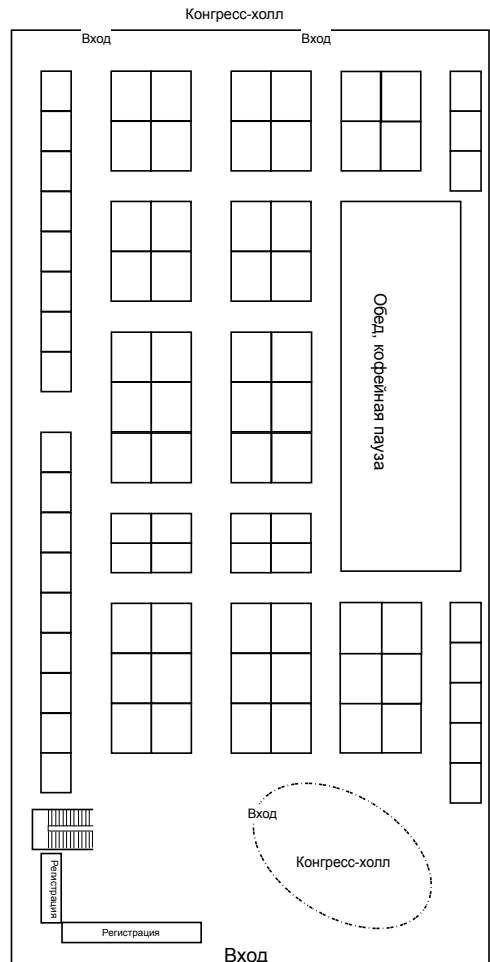 Конгресс-холл
Вход
Вход
Обед, кофейная пауза
Вход
Конгресс-холл
Регистрация
Регистрация
Вход